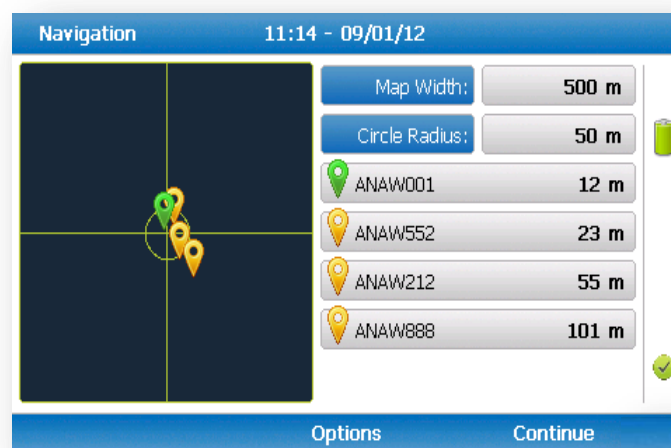 Navigation 11:14 - 09/01/12
Map Width: 500 m
Circle Radius: 50 m
ANAW001 12 m
ANAW552 23 m
ANAW212 55 m
ANAW888 101 m
Options Continue